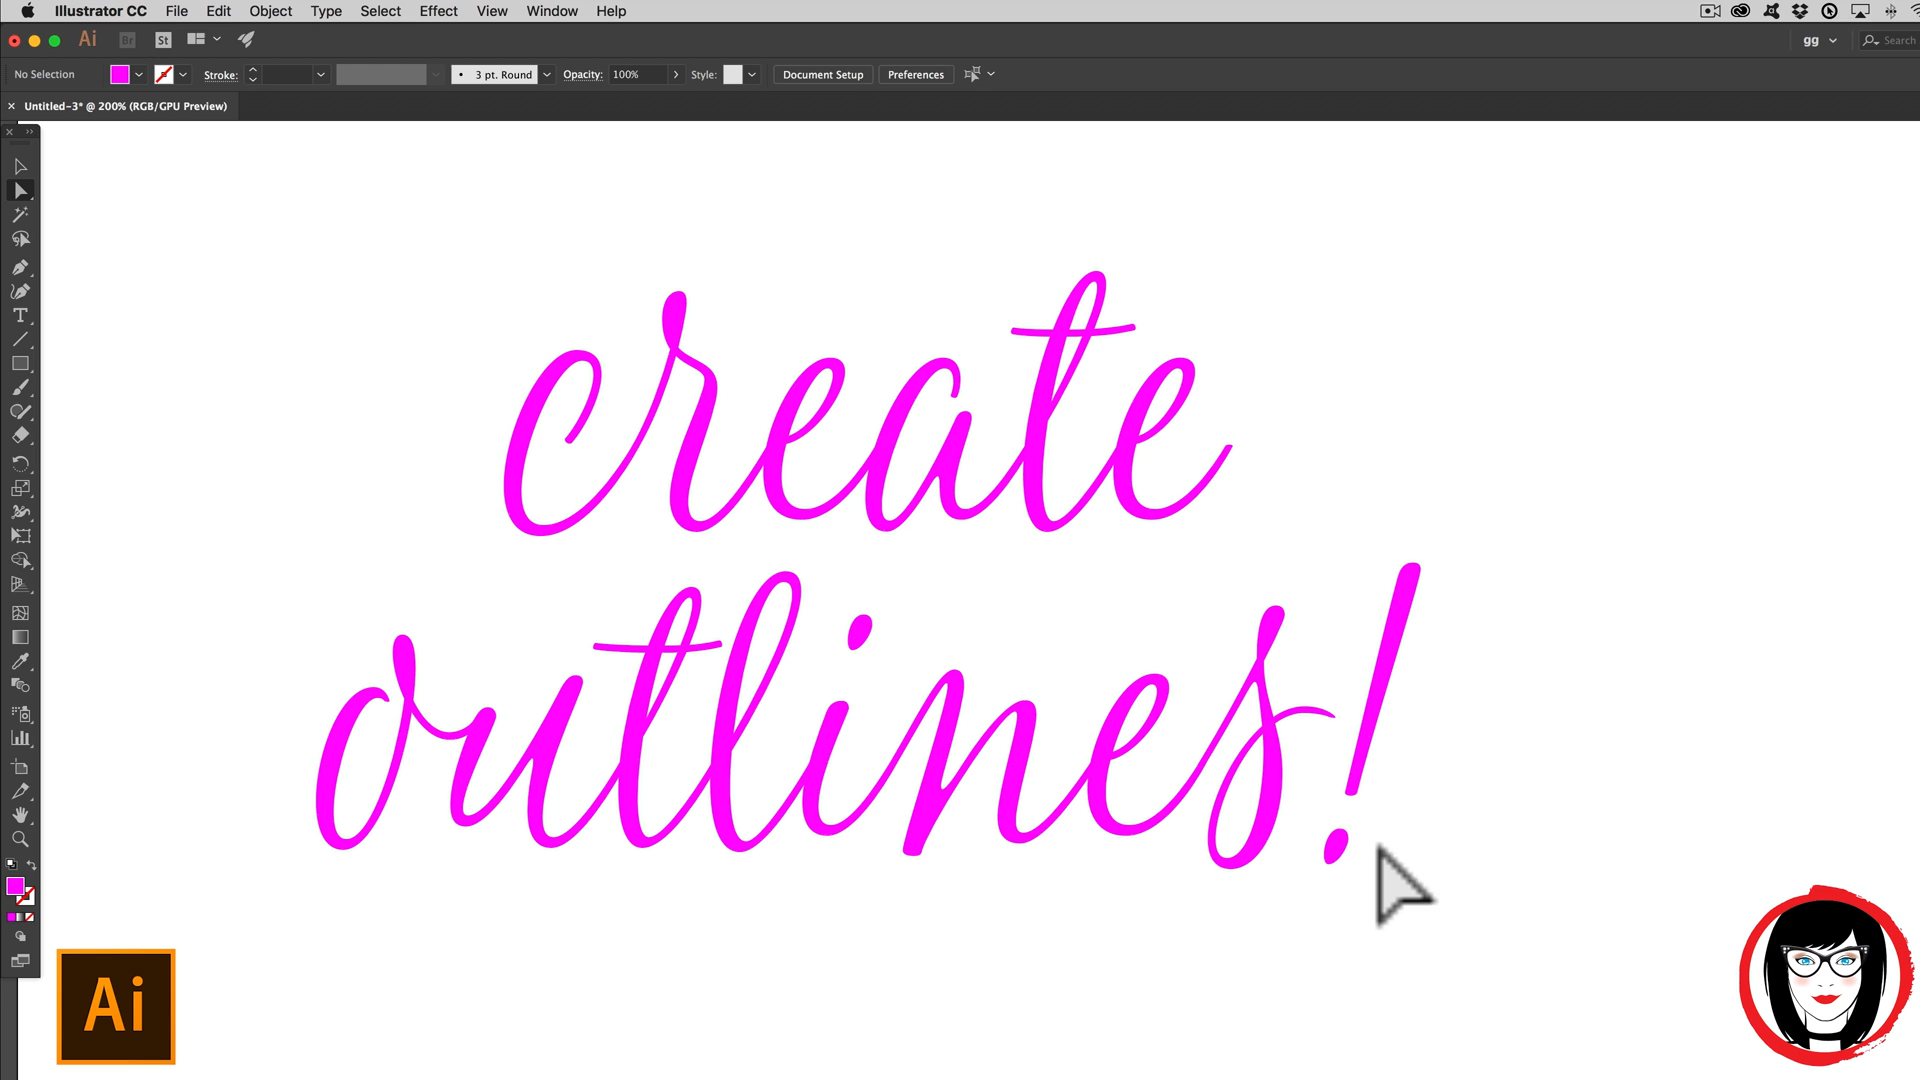 Illustrator CC File Edit Object Type Select Effect View Window Help
Ai Br St gg Search
No Selection Stroke: 3 pt. Round Opacity: 100% Style: Document Setup Preferences
× Untitled-3* @ 200% (RGB/GPU Preview)
T
create
outlines!
Ai